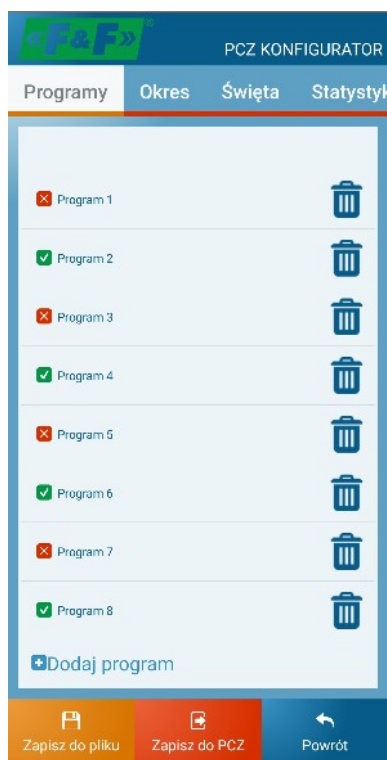 «F&F»®
PCZ KONFIGURATOR
Programy Okres Święta Statystyk
Program 1
Program 2
Program 3
Program 4
Program 5
Program 6
Program 7
Program 8
Dodaj program
Zapisz do pliku Zapisz do PCZ Powrót